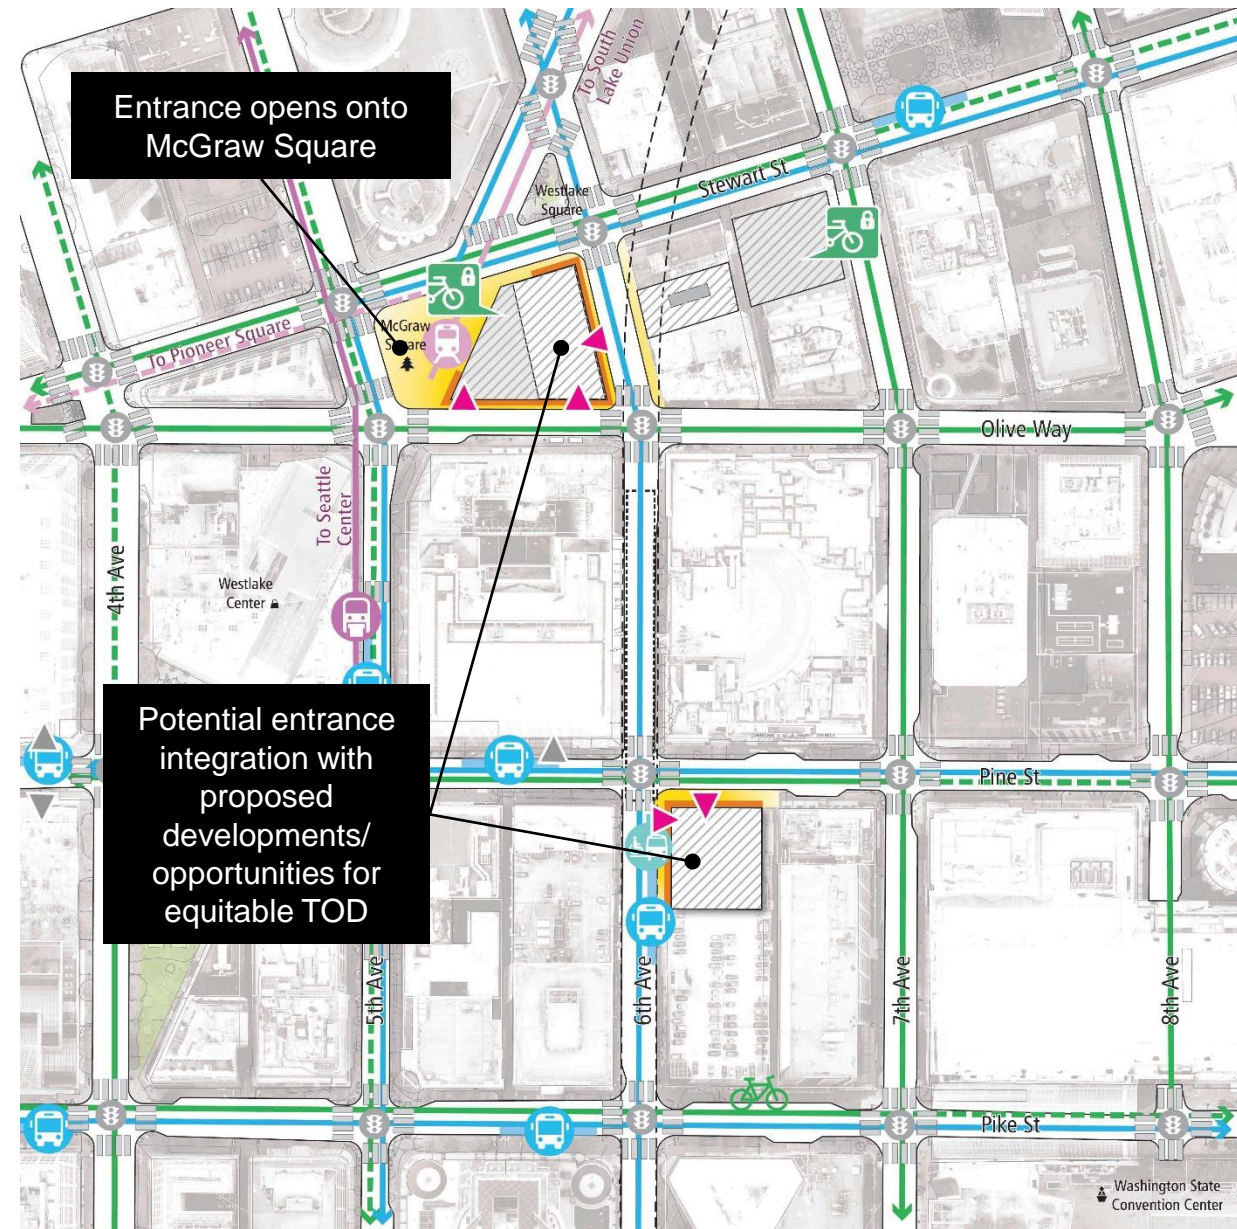 To South
Lake Union
Entrance opens onto
McGraw Square
Stewart St
Westlake
Square
McGraw
Square
To Pioneer Square
Olive Way
To Seattle
Center
4th Ave
Westlake
Center
Potential entrance
integration with
proposed
developments/
opportunities for
equitable TOD
Pine St
5th Ave
6th Ave
7th Ave
8th Ave
Pike St
Washington State
Convention Center